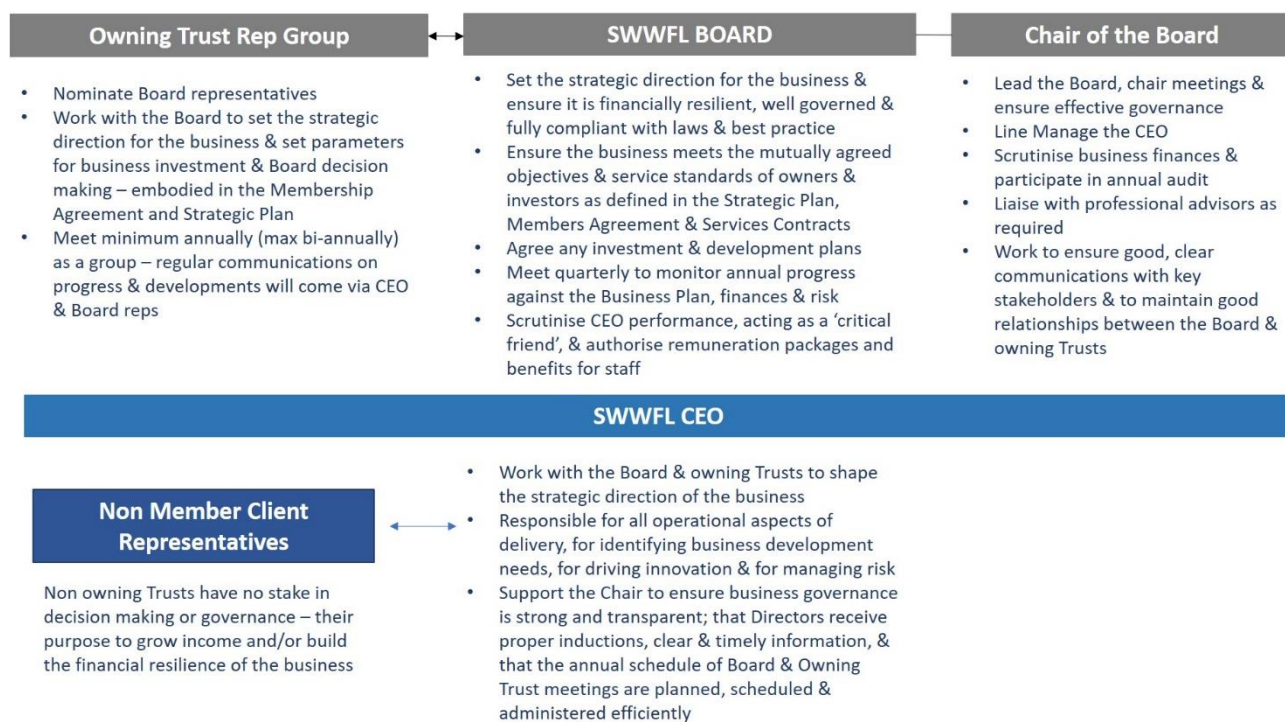 Owning Trust Rep Group
• Nominate Board representatives
• Work with the Board to set the strategic
direction for the business & set parameters
for business investment & Board decision
making – embodied in the Membership
Agreement and Strategic Plan
• Meet minimum annually (max bi-annually)
as a group – regular communications on
progress & developments will come via CEO
& Board reps
SWWFL BOARD
• Set the strategic direction for the business &
ensure it is financially resilient, well governed &
fully compliant with laws & best practice
• Ensure the business meets the mutually agreed
objectives & service standards of owners &
investors as defined in the Strategic Plan,
Members Agreement & Services Contracts
• Agree any investment & development plans
• Meet quarterly to monitor annual progress
against the Business Plan, finances & risk
• Scrutinise CEO performance, acting as a ‘critical
friend’, & authorise remuneration packages and
benefits for staff
Chair of the Board
• Lead the Board, chair meetings &
ensure effective governance
• Line Manage the CEO
• Scrutinise business finances &
participate in annual audit
• Liaise with professional advisors as
required
• Work to ensure good, clear
communications with key
stakeholders & to maintain good
relationships between the Board &
owning Trusts
SWWFL CEO
Non Member Client
Representatives
Non owning Trusts have no stake in
decision making or governance – their
purpose to grow income and/or build
the financial resilience of the business
• Work with the Board & owning Trusts to shape
the strategic direction of the business
• Responsible for all operational aspects of
delivery, for identifying business development
needs, for driving innovation & for managing risk
• Support the Chair to ensure business governance
is strong and transparent; that Directors receive
proper inductions, clear & timely information, &
that the annual schedule of Board & Owning
Trust meetings are planned, scheduled &
administered efficiently